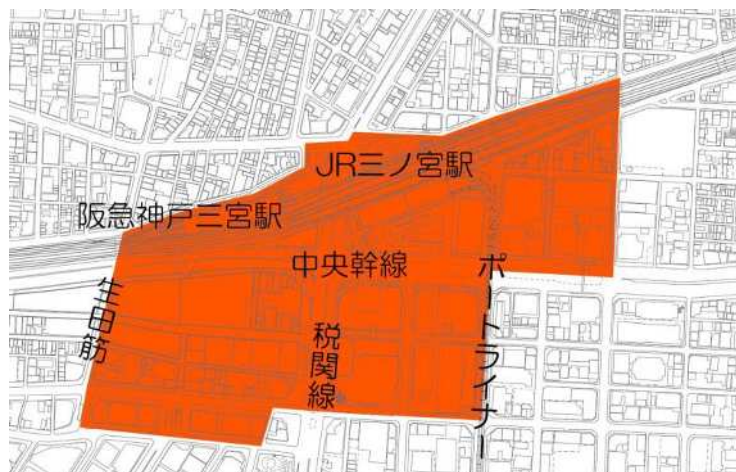 JR三ノ宮駅
阪急神戸三宮駅
中央幹線
生田筋
税関線
ポートライナー